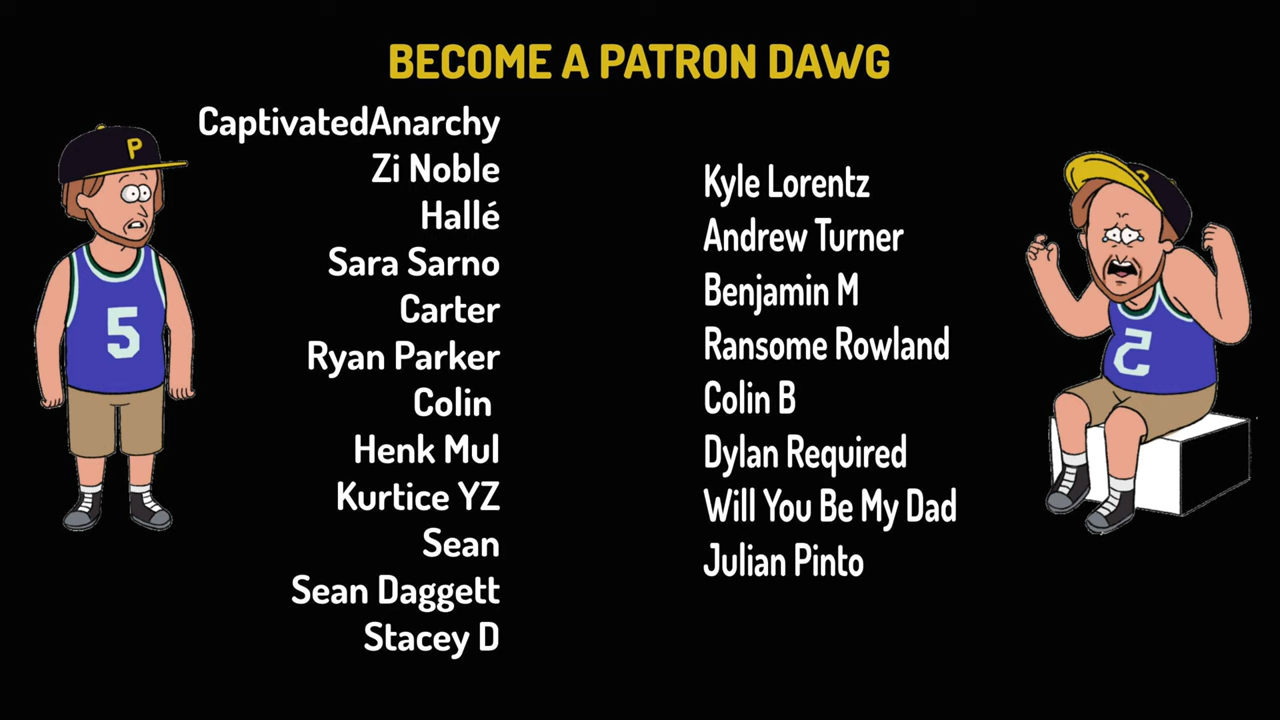 BECOME A PATRON DAWG
CaptivatedAnarchy
Zi Noble
Hallé
Sara Sarno
Carter
Ryan Parker
Colin
Henk Mul
Kurtice YZ
Sean
Sean Daggett
Stacey D
Kyle Lorentz
Andrew Turner
Benjamin M
Ransome Rowland
Colin B
Dylan Required
Will You Be My Dad
Julian Pinto
P
5
5